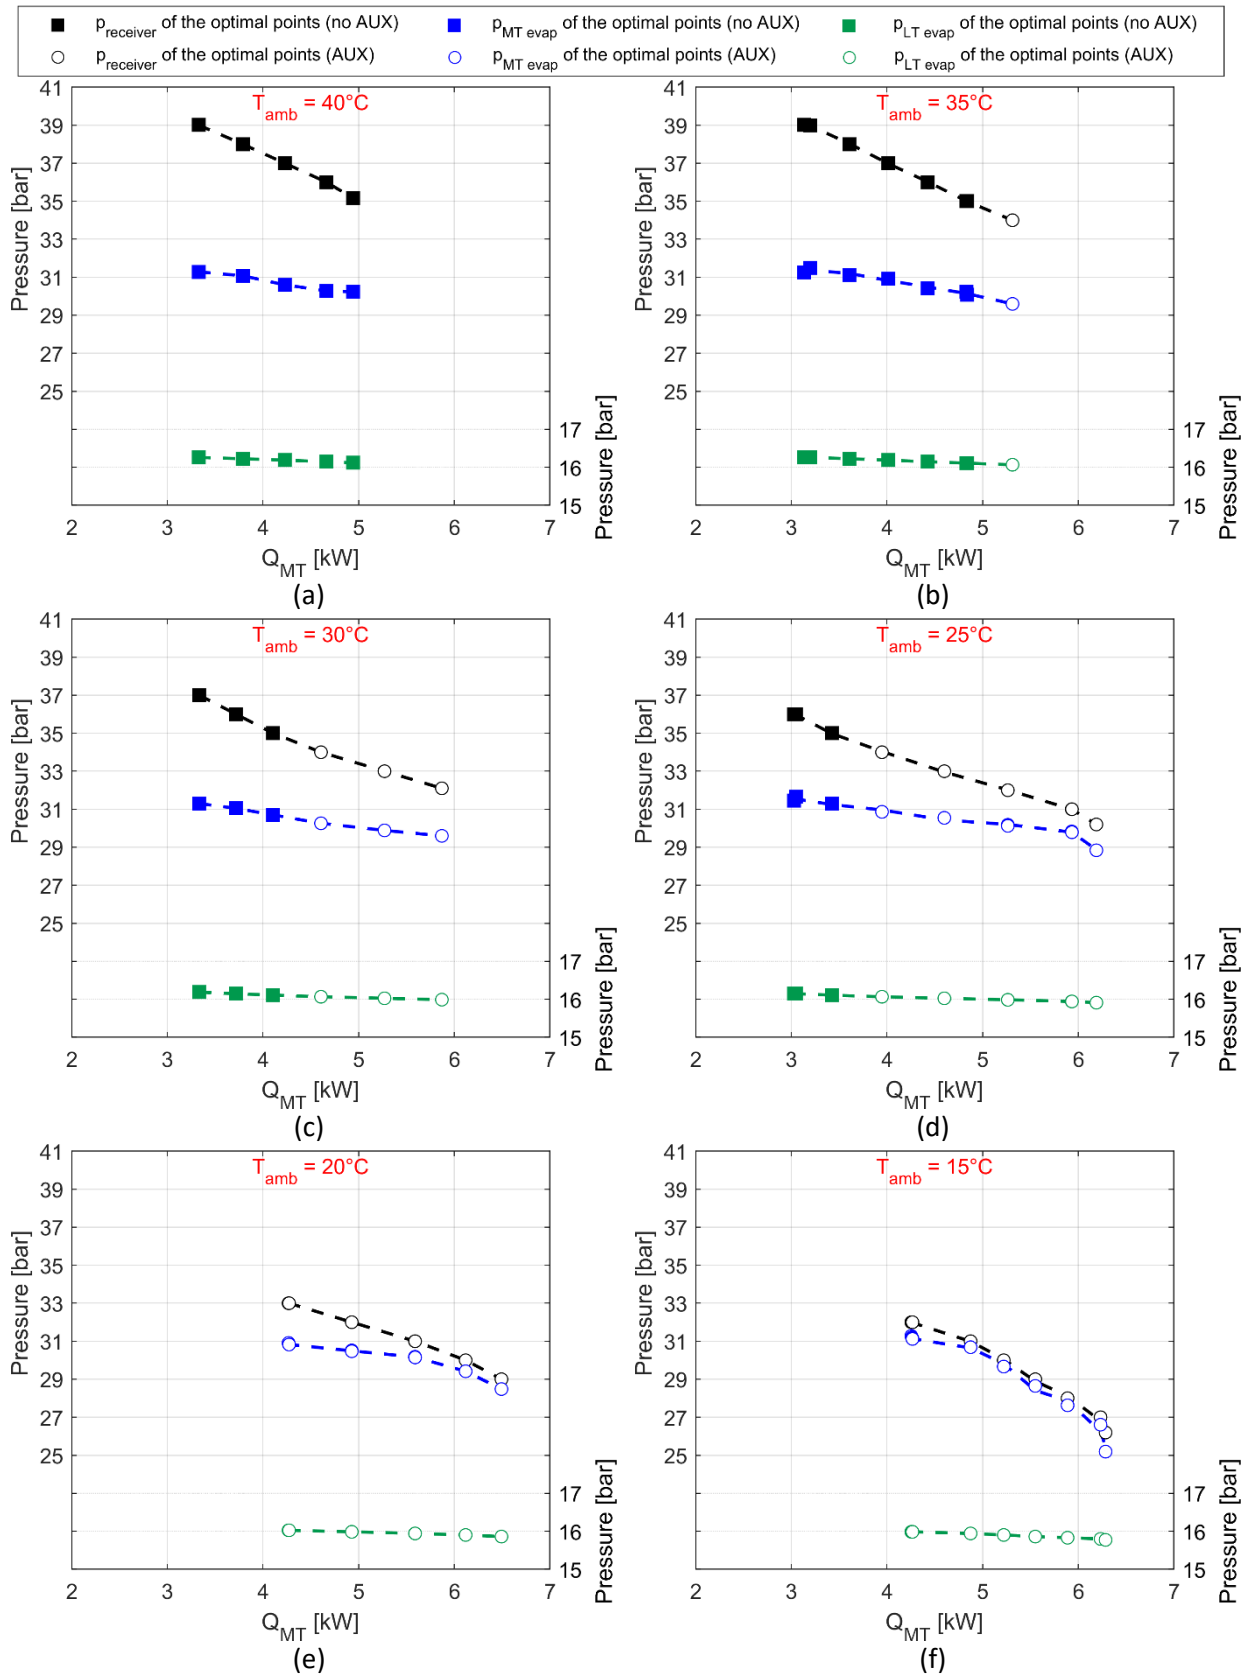 p_receiver of the optimal points (no AUX) p_MT evap of the optimal points (no AUX) p_LT evap of the optimal points (no AUX)
p_receiver of the optimal points (AUX) p_MT evap of the optimal points (AUX) p_LT evap of the optimal points (AUX)
T_amb = 40°C
Pressure [bar]
41
39
37
35
33
31
29
27
25
17
16
15
Pressure [bar]
2 3 4 5 6 7
Q_MT [kW]
(a)
T_amb = 35°C
Pressure [bar]
41
39
37
35
33
31
29
27
25
17
16
15
Pressure [bar]
2 3 4 5 6 7
Q_MT [kW]
(b)
T_amb = 30°C
Pressure [bar]
41
39
37
35
33
31
29
27
25
17
16
15
Pressure [bar]
2 3 4 5 6 7
Q_MT [kW]
(c)
T_amb = 25°C
Pressure [bar]
41
39
37
35
33
31
29
27
25
17
16
15
Pressure [bar]
2 3 4 5 6 7
Q_MT [kW]
(d)
T_amb = 20°C
Pressure [bar]
41
39
37
35
33
31
29
27
25
17
16
15
Pressure [bar]
2 3 4 5 6 7
Q_MT [kW]
(e)
T_amb = 15°C
Pressure [bar]
41
39
37
35
33
31
29
27
25
17
16
15
Pressure [bar]
2 3 4 5 6 7
Q_MT [kW]
(f)